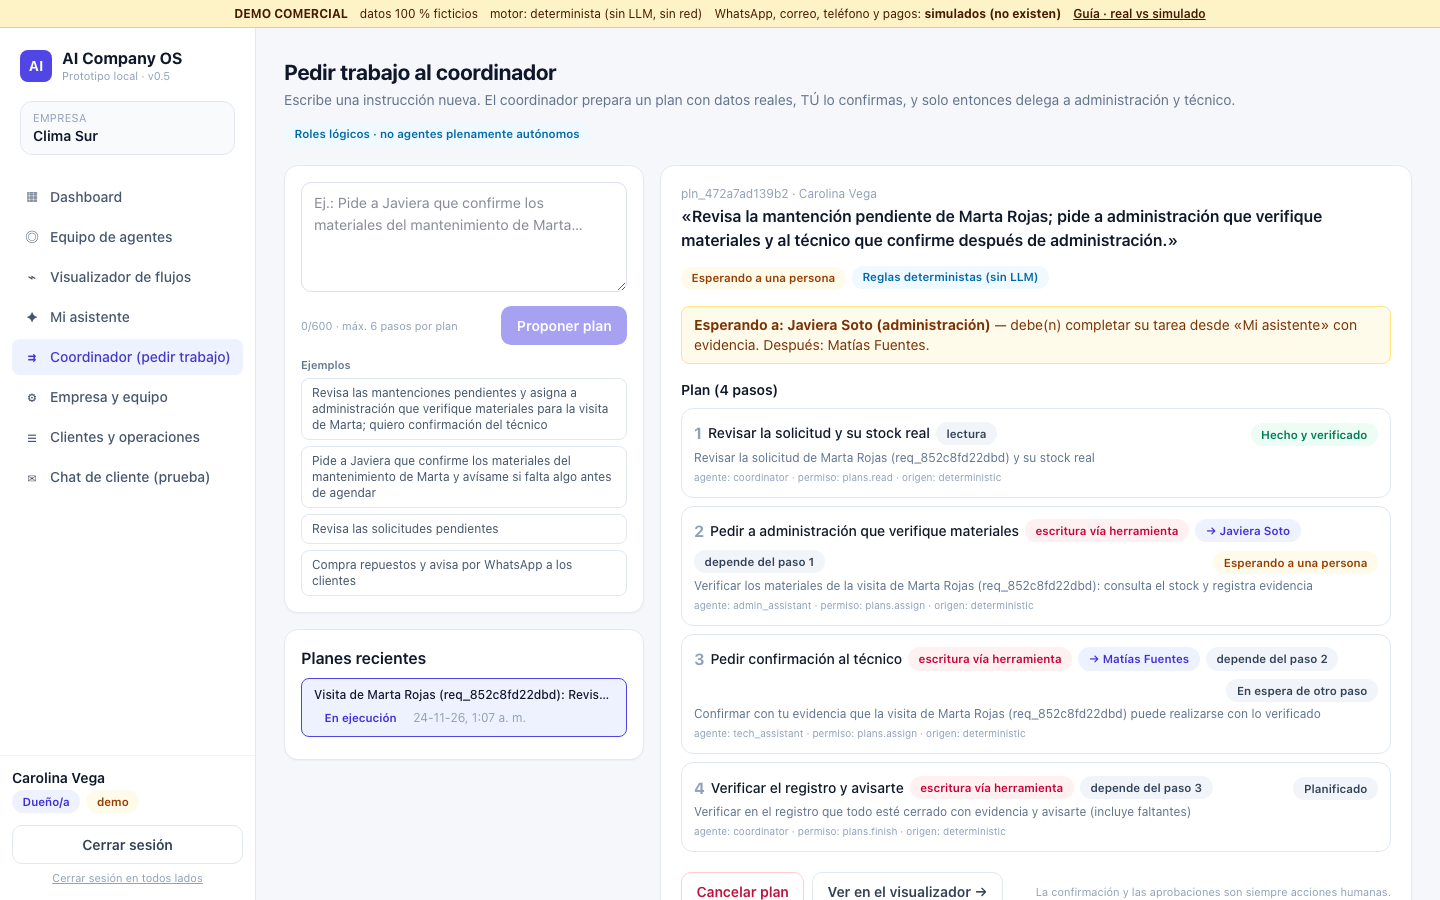 DEMO COMERCIAL datos 100 % ficticios motor: determinista (sin LLM, sin red) WhatsApp, correo, teléfono y pagos: simulados (no existen) Guía · real vs simulado
AI
AI Company OS
Prototipo local · v0.5
EMPRESA
Clima Sur
Dashboard
Equipo de agentes
Visualizador de flujos
Mi asistente
Coordinador (pedir trabajo)
Empresa y equipo
Clientes y operaciones
Chat de cliente (prueba)
Carolina Vega
Dueño/a demo
Cerrar sesión
Cerrar sesión en todos lados
Pedir trabajo al coordinador
Escribe una instrucción nueva. El coordinador prepara un plan con datos reales, TÚ lo confirmas, y solo entonces delega a administración y técnico.
Roles lógicos · no agentes plenamente autónomos
Ej.: Pide a Javiera que confirme los
materiales del mantenimiento de Marta...
0/600 · máx. 6 pasos por plan
Proponer plan
Ejemplos
Revisa las mantenciones pendientes y asigna a
administración que verifique materiales para la visita
de Marta; quiero confirmación del técnico
Pide a Javiera que confirme los materiales del
mantenimiento de Marta y avísame si falta algo antes
de agendar
Revisa las solicitudes pendientes
Compra repuestos y avisa por WhatsApp a los
clientes
Planes recientes
Visita de Marta Rojas (req_852c8fd22dbd): Revis...
En ejecución 24-11-26, 1:07 a. m.
pln_472a7ad139b2 · Carolina Vega
«Revisa la mantención pendiente de Marta Rojas; pide a administración que verifique
materiales y al técnico que confirme después de administración.»
Esperando a una persona Reglas deterministas (sin LLM)
Esperando a: Javiera Soto (administración) — debe(n) completar su tarea desde «Mi asistente» con
evidencia. Después: Matías Fuentes.
Plan (4 pasos)
1 Revisar la solicitud y su stock real lectura Hecho y verificado
Revisar la solicitud de Marta Rojas (req_852c8fd22dbd) y su stock real
agente: coordinator · permiso: plans.read · origen: deterministic
2 Pedir a administración que verifique materiales escritura vía herramienta → Javiera Soto
depende del paso 1 Esperando a una persona
Verificar los materiales de la visita de Marta Rojas (req_852c8fd22dbd): consulta el stock y registra evidencia
agente: admin_assistant · permiso: plans.assign · origen: deterministic
3 Pedir confirmación al técnico escritura vía herramienta → Matías Fuentes depende del paso 2
En espera de otro paso
Confirmar con tu evidencia que la visita de Marta Rojas (req_852c8fd22dbd) puede realizarse con lo verificado
agente: tech_assistant · permiso: plans.assign · origen: deterministic
4 Verificar el registro y avisarte escritura vía herramienta depende del paso 3 Planificado
Verificar en el registro que todo esté cerrado con evidencia y avisarte (incluye faltantes)
agente: coordinator · permiso: plans.finish · origen: deterministic
Cancelar plan Ver en el visualizador → La confirmación y las aprobaciones son siempre acciones humanas.